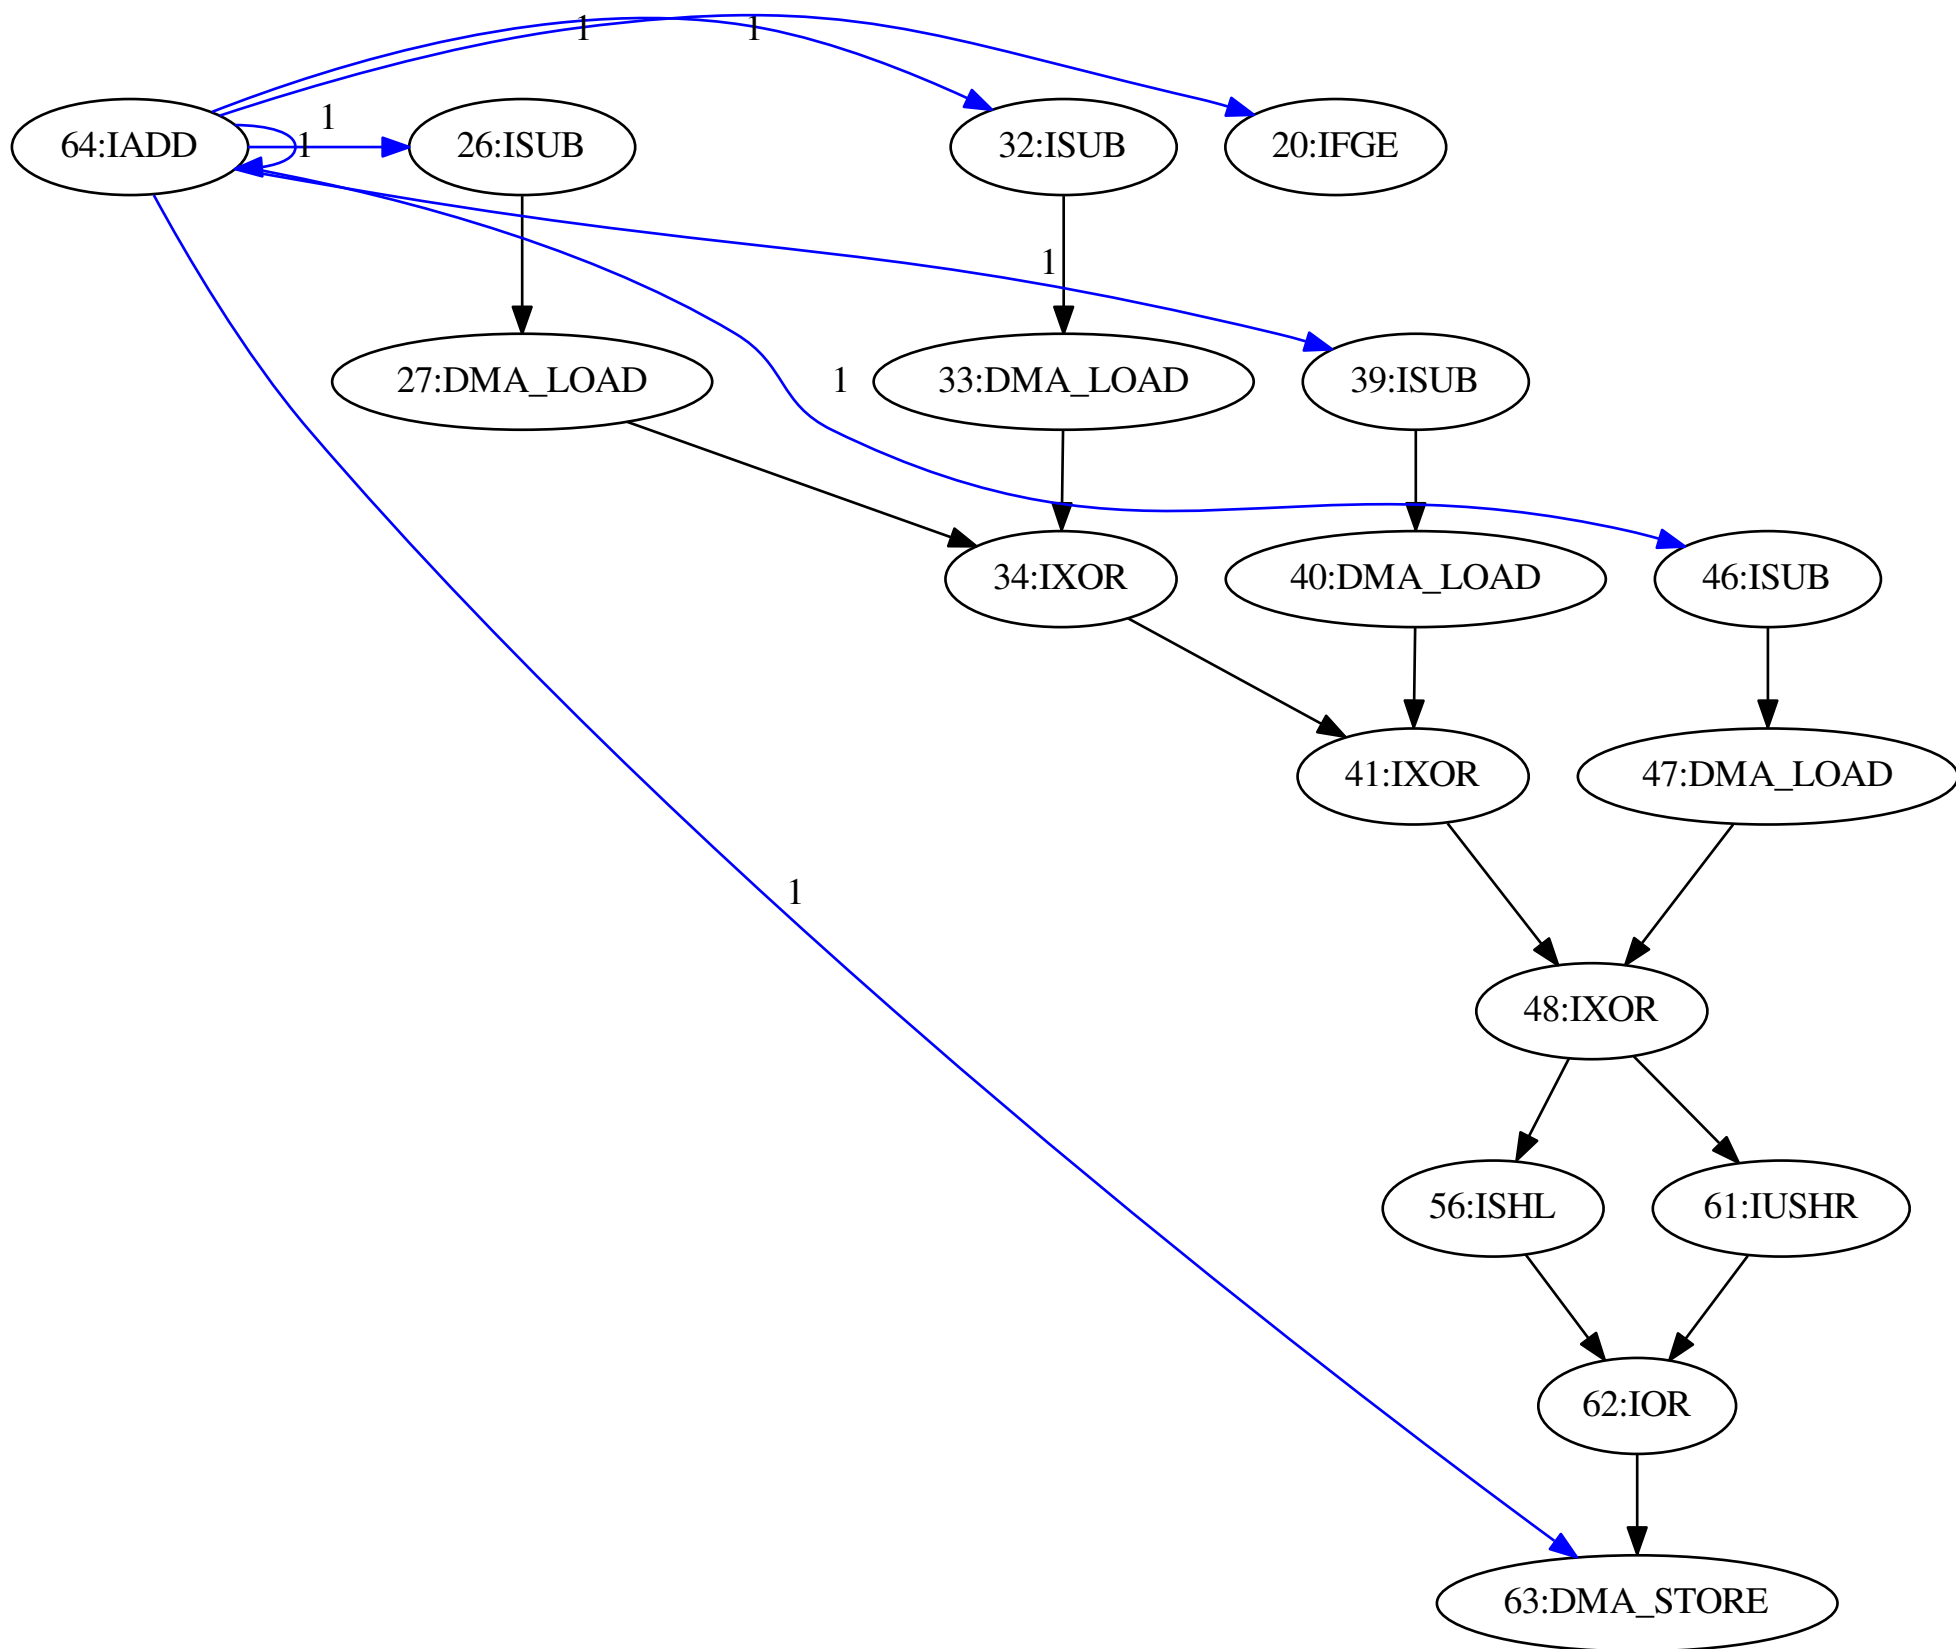 1 1
1
64:IADD 1 26:ISUB 32:ISUB 20:IFGE
1
27:DMA_LOAD 1 33:DMA_LOAD 39:ISUB
34:IXOR 40:DMA_LOAD 46:ISUB
41:IXOR 47:DMA_LOAD
1
48:IXOR
56:ISHL 61:IUSHR
62:IOR
63:DMA_STORE